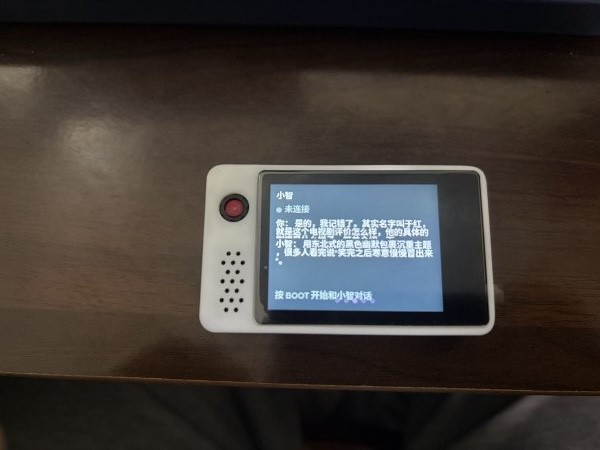 小智
未连接
你: 是的，我记错了。其实名字叫于红，
就是这个电视剧评价怎么样，他的具体的
小智: 用东北式的黑色幽默包裹沉重主题
，很多人看完说"笑完之后寒意慢慢冒出来
按 BOOT 开始和小智对话